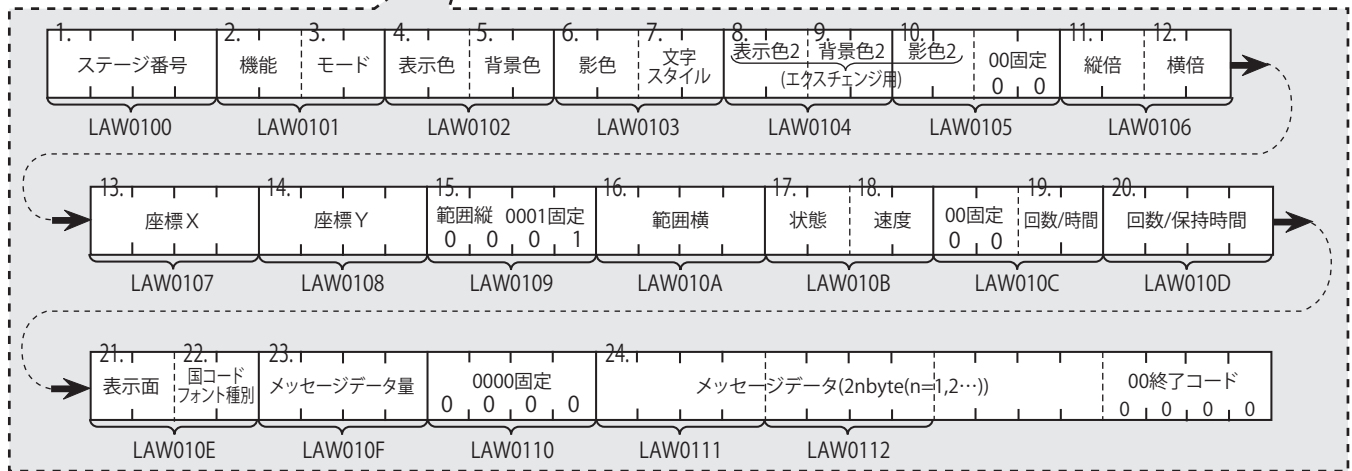 1. 2. 3. 4. 5. 6. 7. 8. 9. 10. 11. 12.
ステージ番号 機能 モード 表示色 背景色 影色 文字スタイル 表示色2 背景色2 影色2 00固定 縦倍 横倍
(エクスチェンジ用) 0 0
LAW0100 LAW0101 LAW0102 LAW0103 LAW0104 LAW0105 LAW0106
13. 14. 15. 16. 17. 18. 19. 20.
座標X 座標Y 範囲縦 0001固定 範囲横 状態 速度 00固定 回数/時間 回数/保持時間
0 0 0 1 0 0
LAW0107 LAW0108 LAW0109 LAW010A LAW010B LAW010C LAW010D
21. 22. 23. 24.
表示面 国コード フォント種別 メッセージデータ量 0000固定 メッセージデータ(2nbyte(n=1,2…)) 00終了コード
0 0 0 0 0 0 0 0
LAW010E LAW010F LAW0110 LAW0111 LAW0112